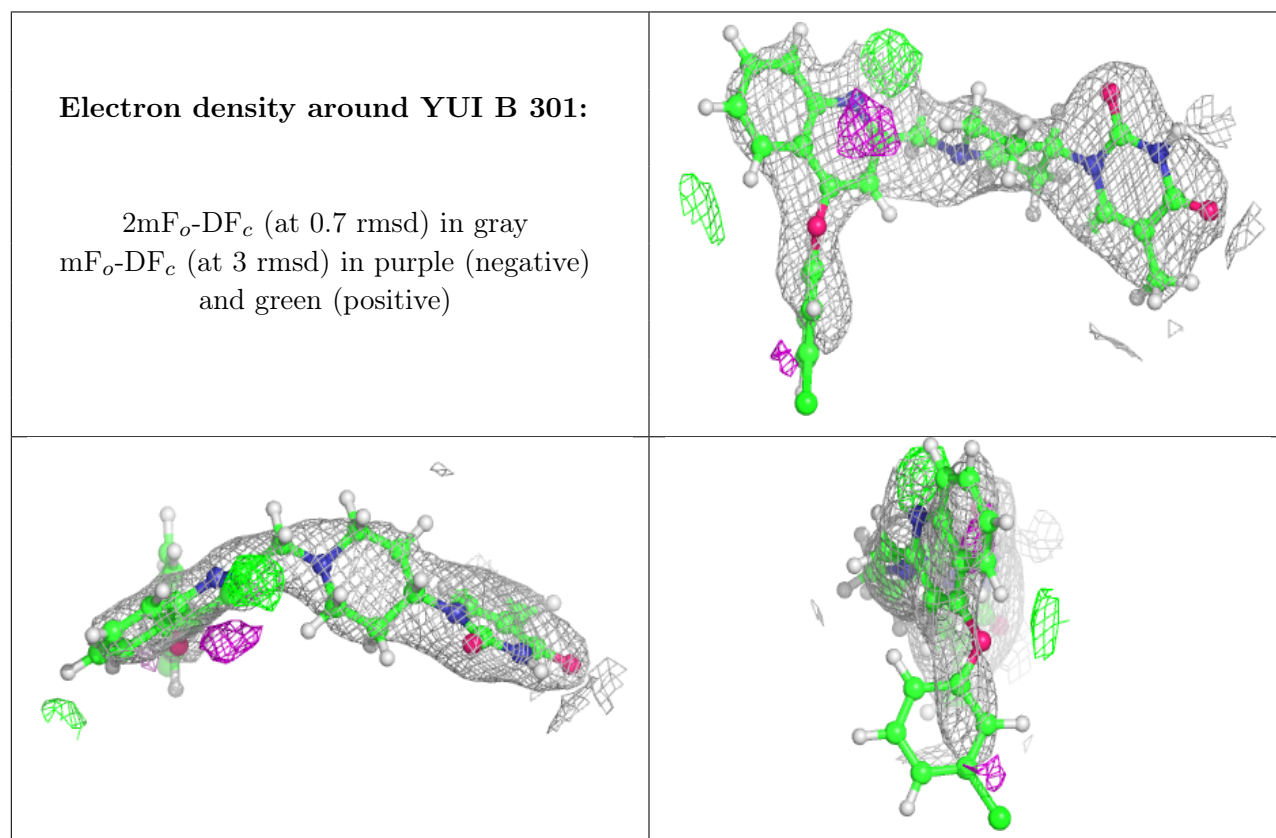 Electron density around YUI B 301:
2mFo-DFc (at 0.7 rmsd) in gray
mFo-DFc (at 3 rmsd) in purple (negative)
and green (positive)